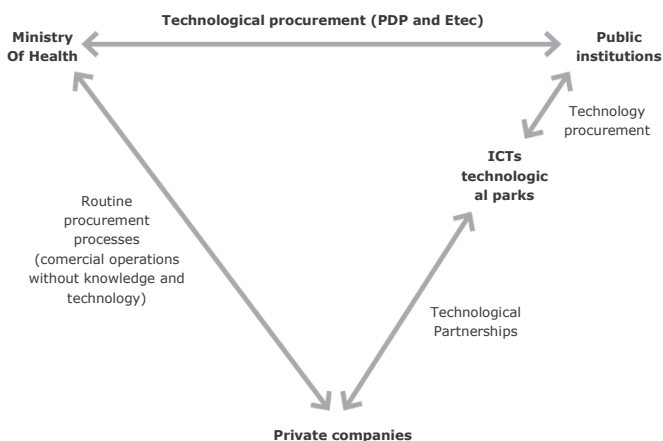 Technological procurement (PDP and Etec)
Ministry
Of Health
Public
institutions
Technology
procurement
ICTs
technologic
al parks
Routine
procurement
processes
(comercial operations
without knowledge and
technology)
Technological
Partnerships
Private companies